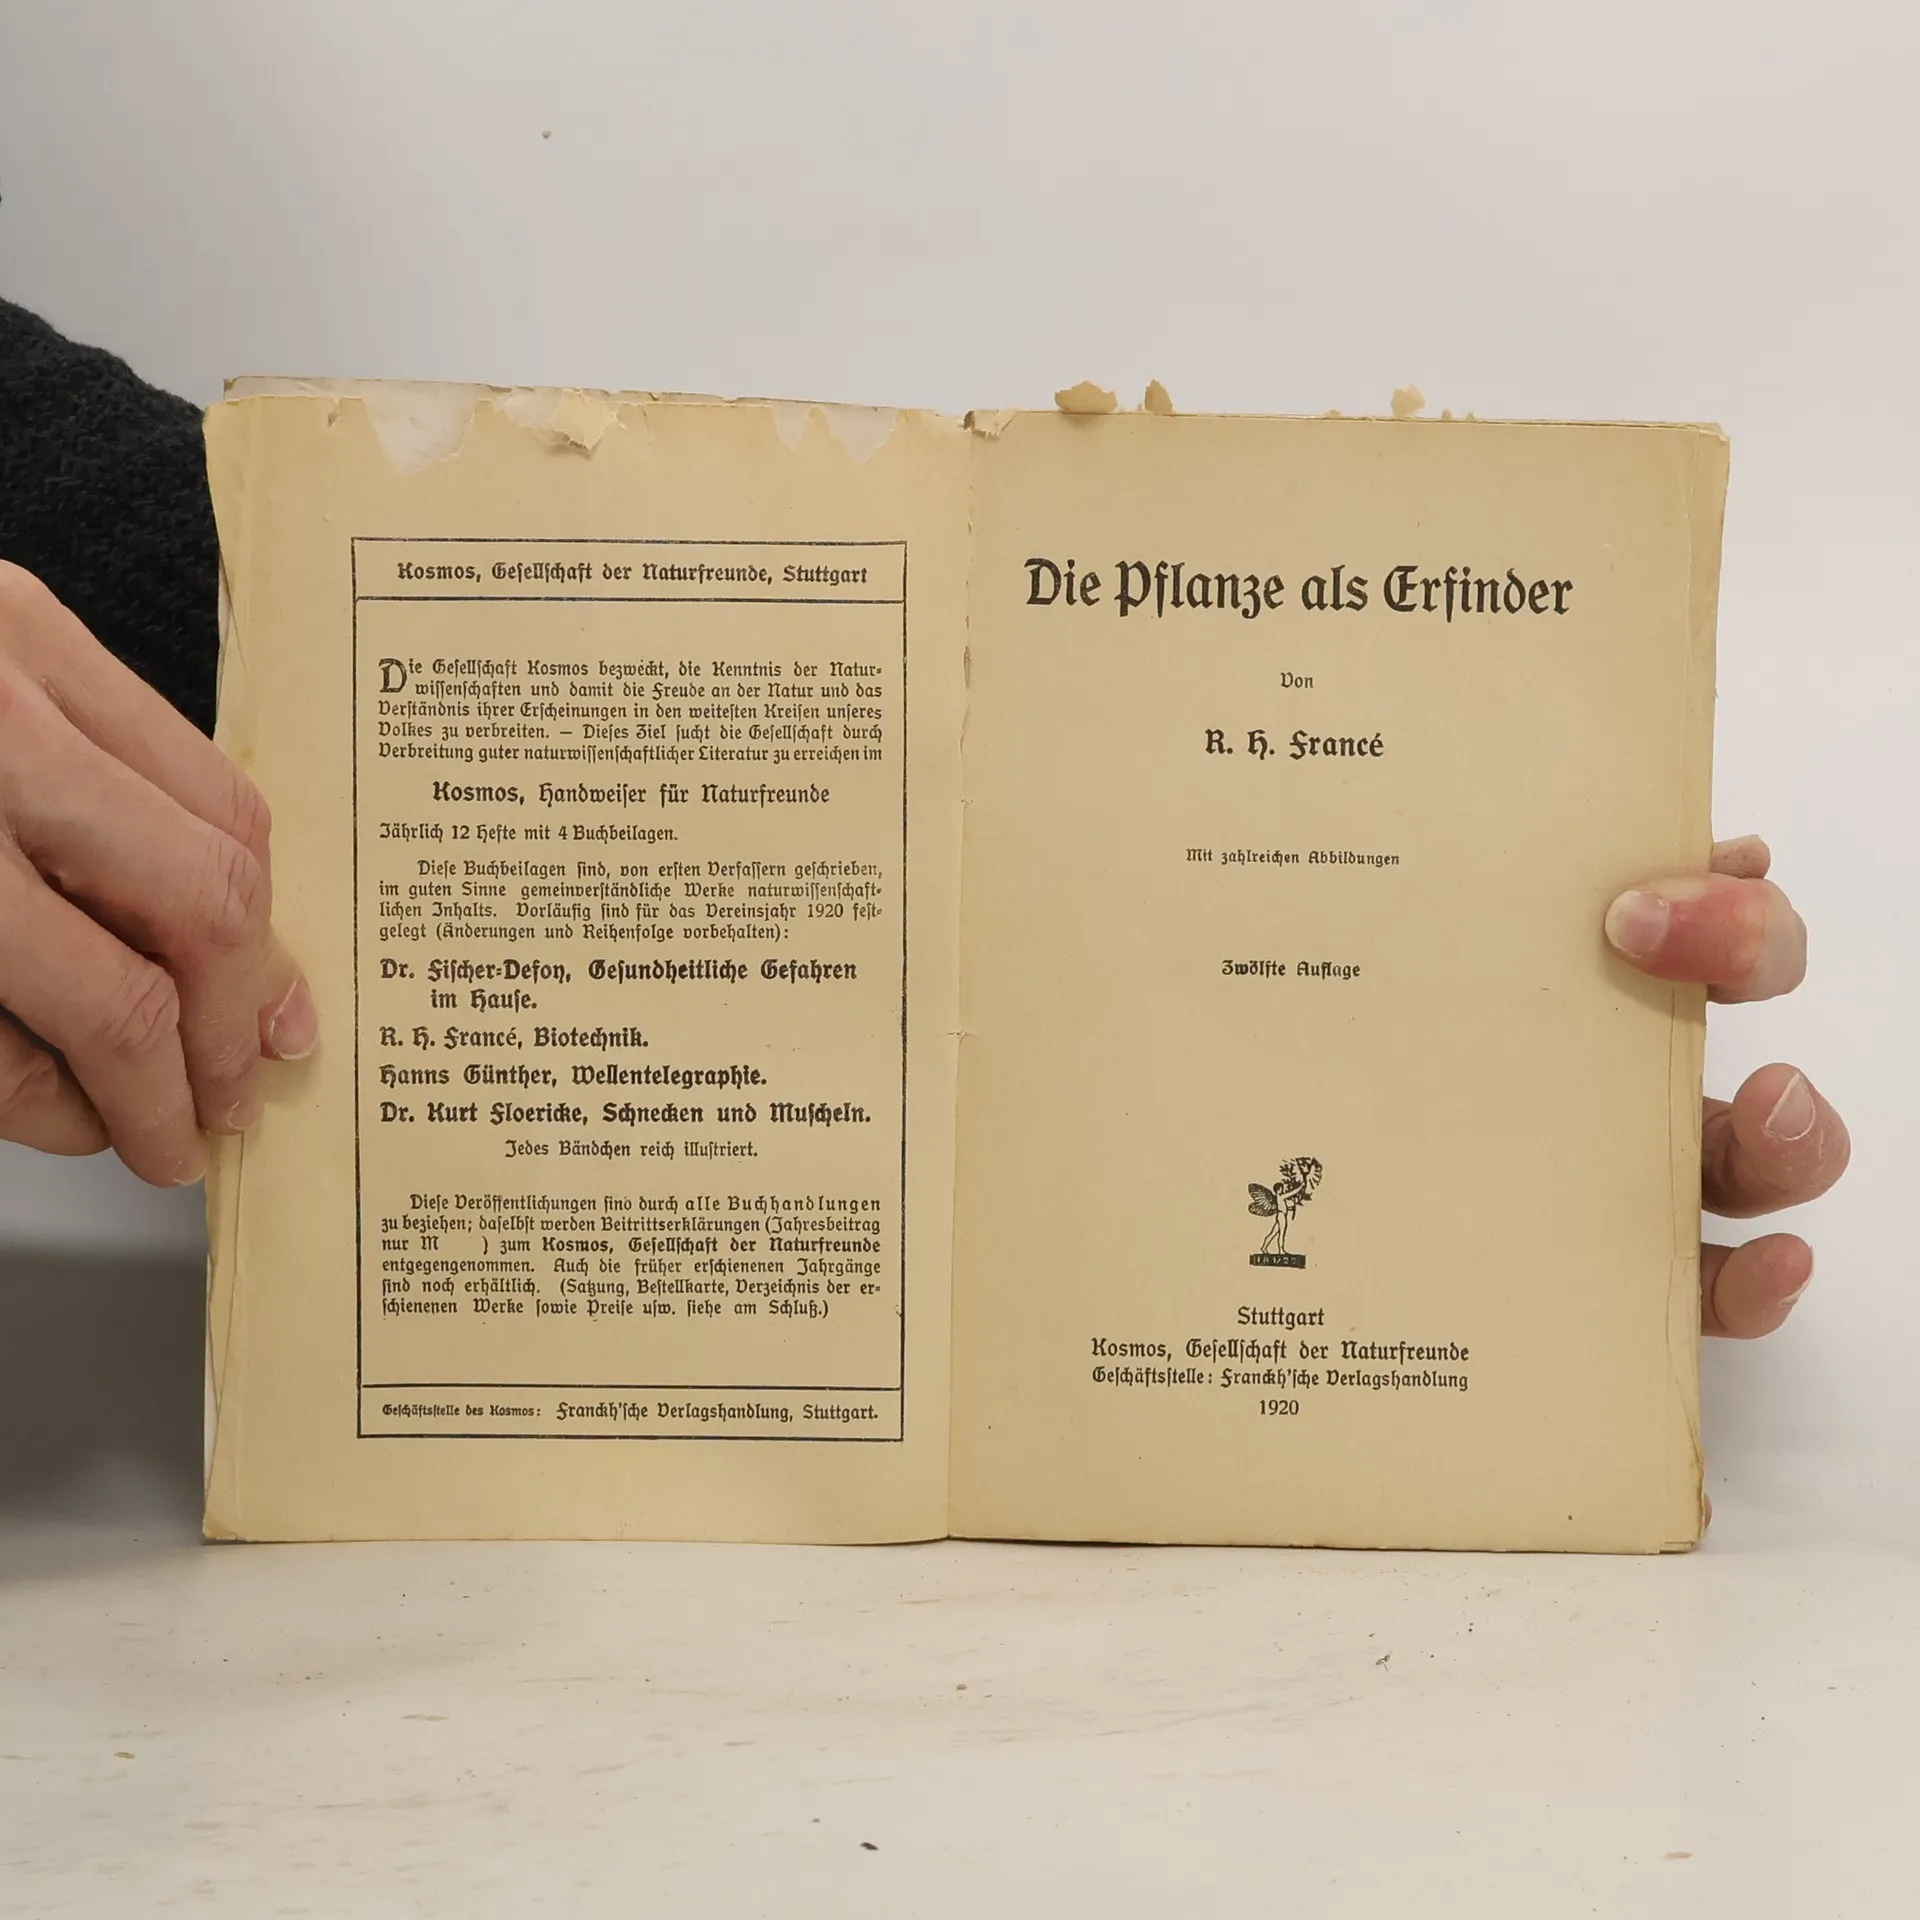 Kosmos, Gesellschaft der Naturfreunde, Stuttgart
Die Gesellschaft Kosmos bezweckt, die Kenntnis der Natur-
wissenschaften und damit die Freude an der Natur und das
Verständnis ihrer Erscheinungen in den weitesten Kreisen unseres
Volkes zu verbreiten. — Dieses Ziel sucht die Gesellschaft durch
Verbreitung guter naturwissenschaftlicher Literatur zu erreichen im
Kosmos, Handweiser für Naturfreunde
Jährlich 12 Hefte mit 4 Buchbeilagen.
Diese Buchbeilagen sind, von ersten Verfassern geschrieben,
im guten Sinne gemeinverständliche Werke naturwissenschaft-
lichen Inhalts. Vorläufig sind für das Vereinsjahr 1920 fest-
gelegt (Änderungen und Reihenfolge vorbehalten):
Dr. Fischer-Defoy, Gesundheitliche Gefahren
im Hause.
R. H. Francé, Biotechnik.
Hanns Günther, Wellentelegraphie.
Dr. Kurt Floericke, Schnecken und Muscheln.
Jedes Bändchen reich illustriert.
Diese Veröffentlichungen sind durch alle Buchhandlungen
zu beziehen; daselbst werden Beitrittserklärungen (Jahresbeitrag
nur M ) zum Kosmos, Gesellschaft der Naturfreunde
entgegengenommen. Auch die früher erschienenen Jahrgänge
sind noch erhältlich. (Satzung, Bestellkarte, Verzeichnis der er-
schienenen Werke sowie Preise usw. siehe am Schluß.)
Geschäftsstelle des Kosmos: Franckh'sche Verlagshandlung, Stuttgart.
Die Pflanze als Erfinder
Von
R. H. Francé
Mit zahlreichen Abbildungen
Zwölfte Auflage
Stuttgart
Kosmos, Gesellschaft der Naturfreunde
Geschäftsstelle: Franckh'sche Verlagshandlung
1920